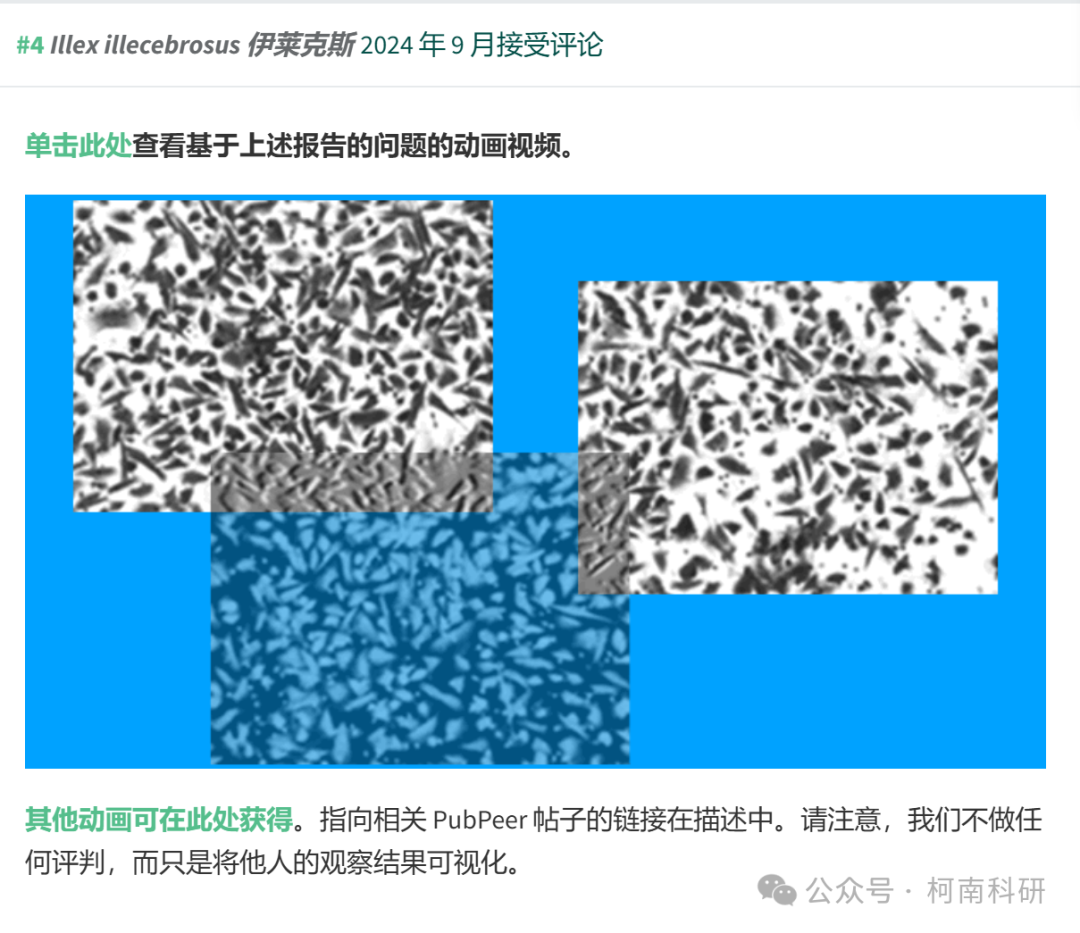 #4 Illex illecebrosus 伊莱克斯 2024 年 9 月接受评论
单击此处查看基于上述报告的问题的动画视频。
其他动画可在此处获得。指向相关 PubPeer 帖子的链接在描述中。请注意，我们不做任
何评判，而只是将他人的观察结果可视化。
公众号 · 柯南科研